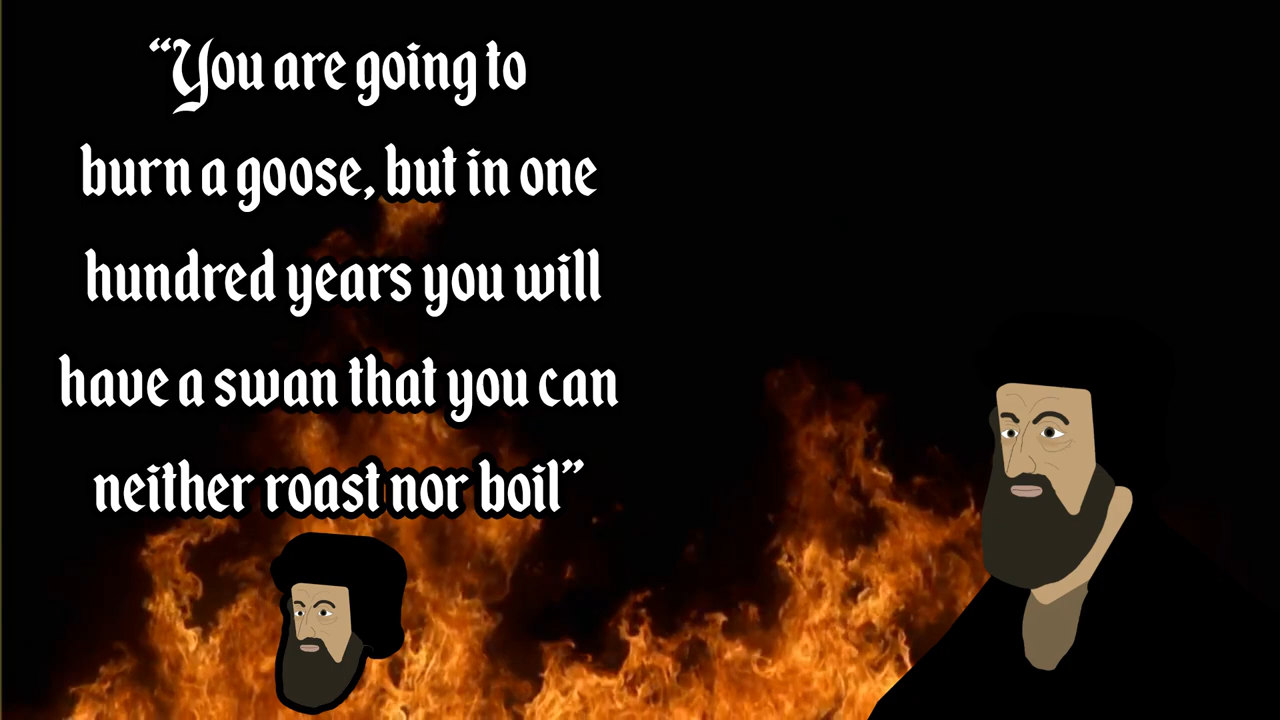 “You are going to
burn a goose, but in one
hundred years you will
have a swan that you can
neither roast nor boil”